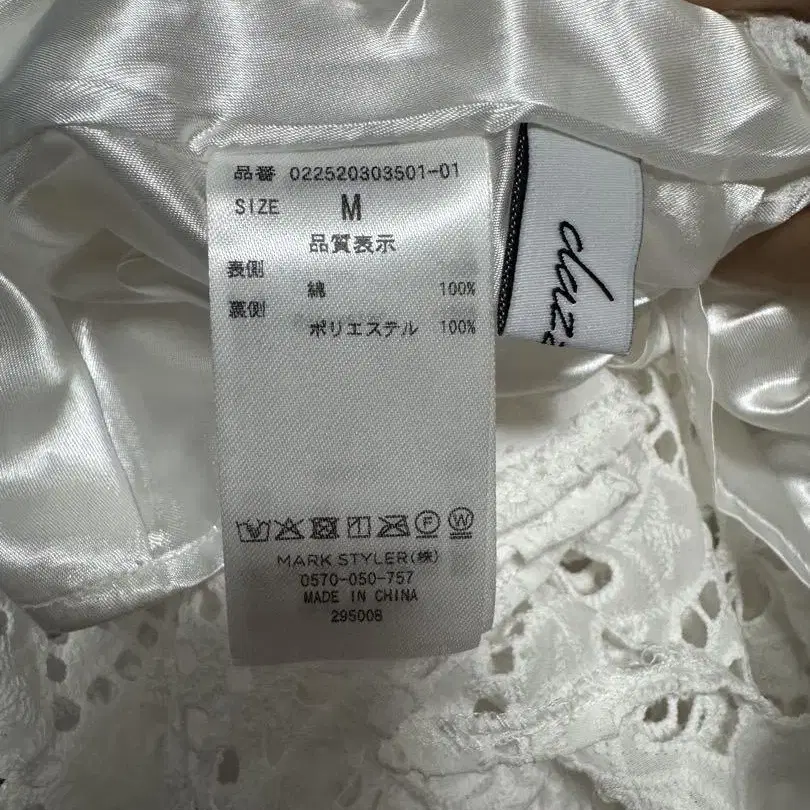 品番 022520303501-01
SIZE M
品質表示
表側
綿 100%
裏側
ポリエステル 100%
F W
MARK STYLER(株)
0570-050-757
MADE IN CHINA
295008